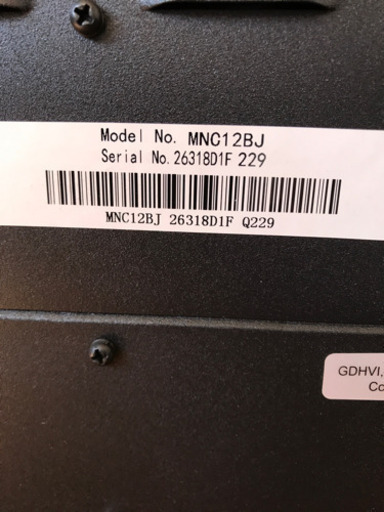 Model No. MNC12BJ
Serial No. 26318D1F 229
MNC12BJ 26318D1F Q229
GDHVI,